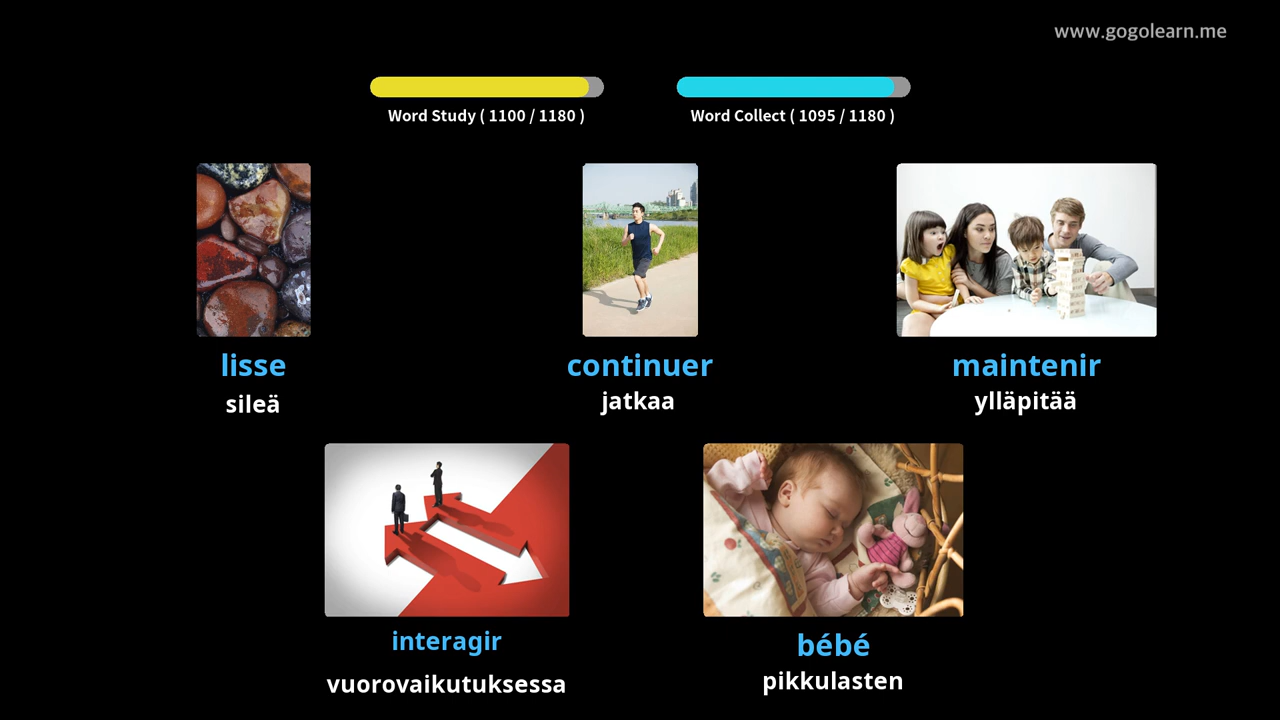 www.gogolearn.me
Word Study ( 1100 / 1180 )
Word Collect ( 1095 / 1180 )
lisse
sileä
continuer
jatkaa
maintenir
ylläpitää
interagir
vuorovaikutuksessa
bébé
pikkulasten